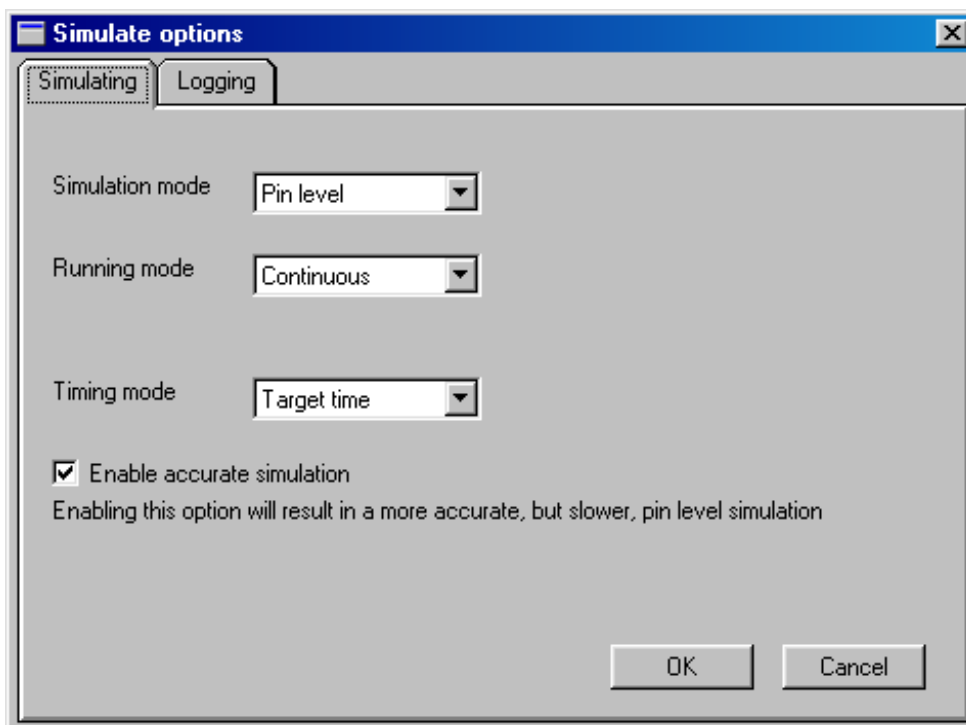 Simulate options
Simulating Logging
Simulation mode Pin level
Running mode Continuous
Timing mode Target time
Enable accurate simulation
Enabling this option will result in a more accurate, but slower, pin level simulation
OK Cancel